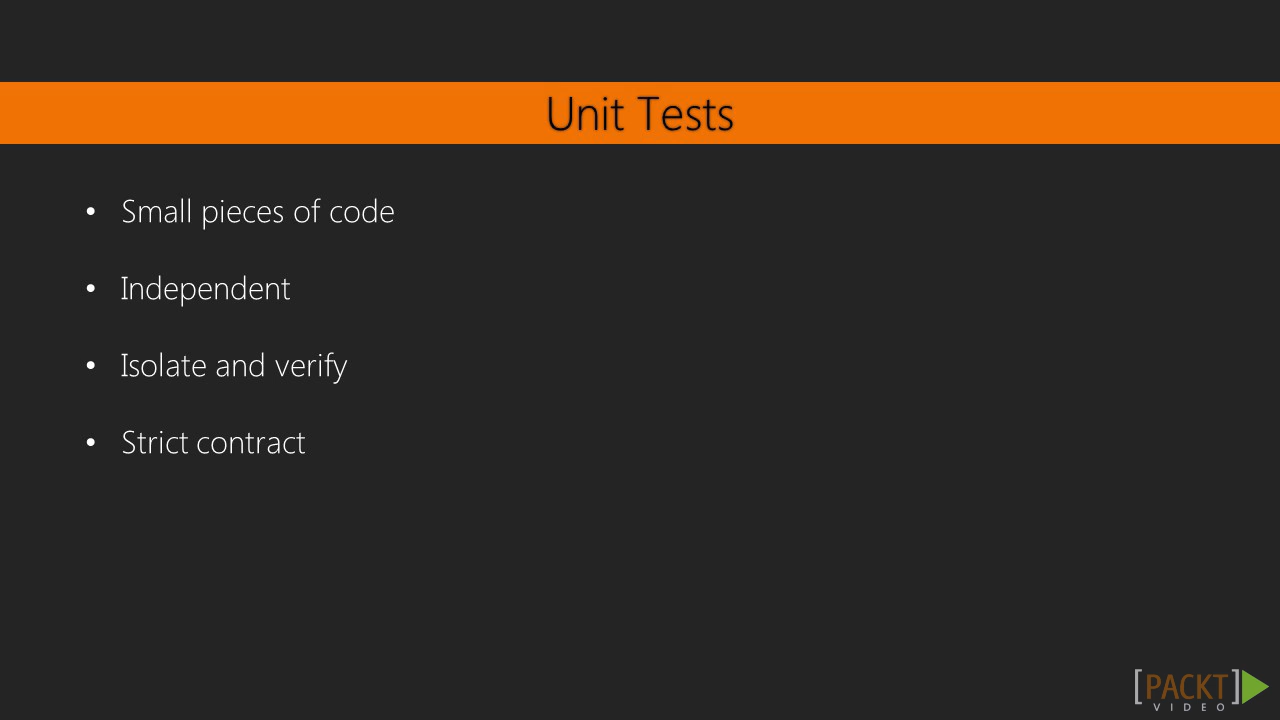 Unit Tests
• Small pieces of code
• Independent
• Isolate and verify
• Strict contract
[PACKT]
VIDEO